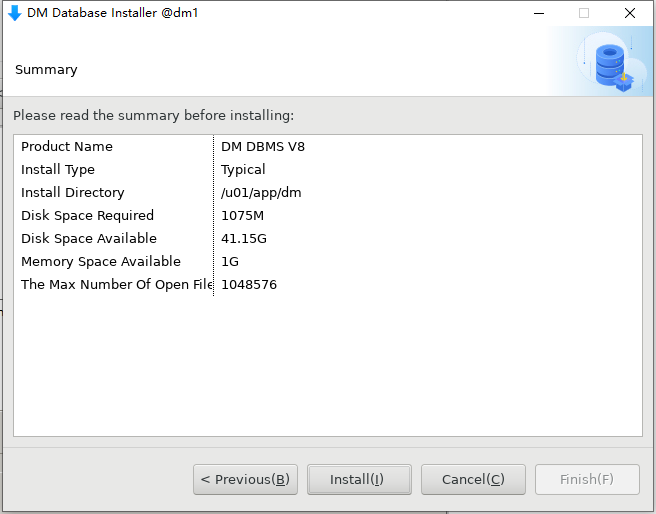 DM Database Installer @dm1
Summary
Please read the summary before installing:
Product Name DM DBMS V8
Install Type Typical
Install Directory /u01/app/dm
Disk Space Required 1075M
Disk Space Available 41.15G
Memory Space Available 1G
The Max Number Of Open File 1048576
< Previous(B) Install(I) Cancel(C) Finish(F)